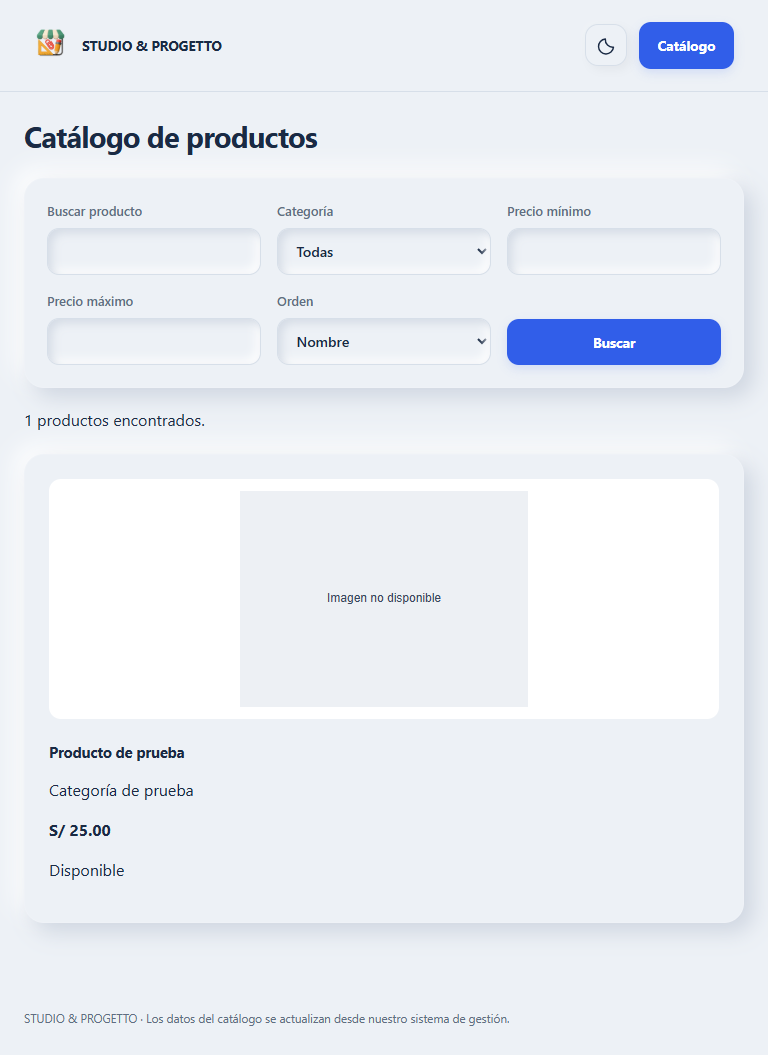 STUDIO & PROGETTO
Catálogo
Catálogo de productos
Buscar producto
Categoría
Precio mínimo
Todas
Precio máximo
Orden
Nombre
Buscar
1 productos encontrados.
Imagen no disponible
Producto de prueba
Categoría de prueba
S/ 25.00
Disponible
STUDIO & PROGETTO · Los datos del catálogo se actualizan desde nuestro sistema de gestión.